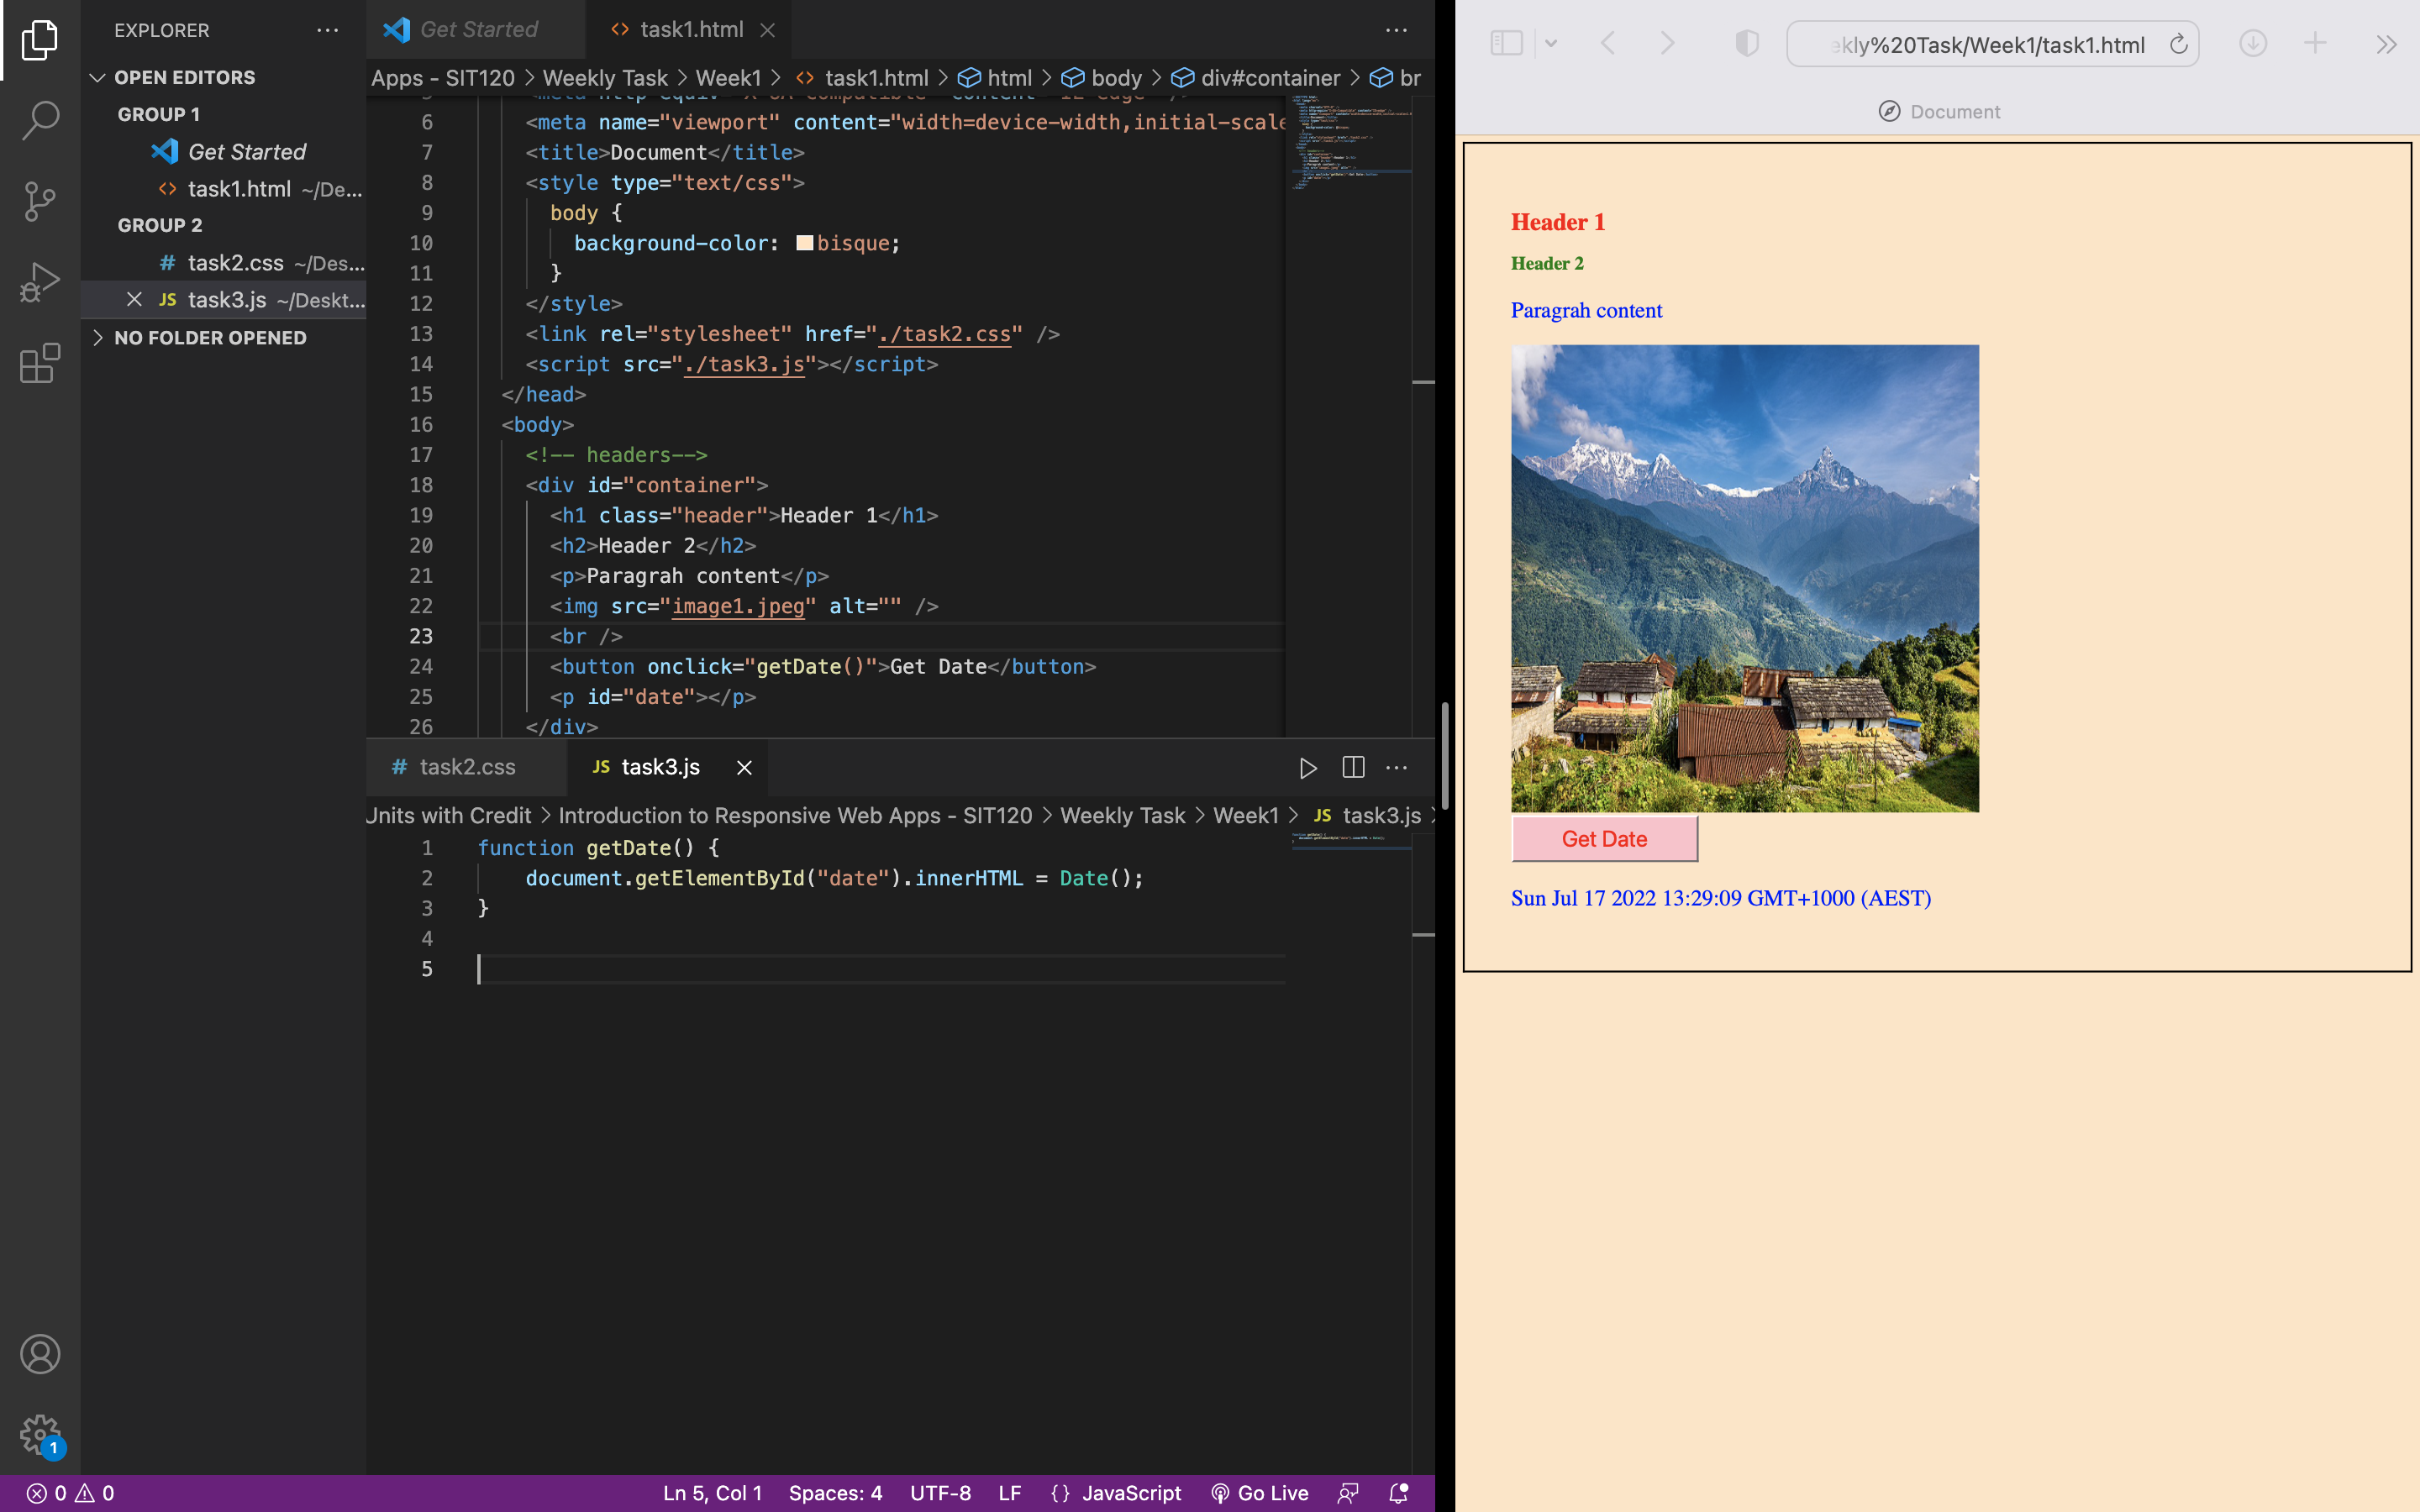 EXPLORER
OPEN EDITORS
GROUP 1
Get Started
task1.html ~/De...
GROUP 2
task2.css ~/Des...
JS task3.js ~/Deskt...
NO FOLDER OPENED
1
Get Started
task1.html
Apps - SIT120 > Weekly Task > Week1 > task1.html > html > body > div#container > br
6 <meta name="viewport" content="width=device-width,initial-scale
7 <title>Document</title>
8 <style type="text/css">
9 body {
10 background-color: bisque;
11 }
12 </style>
13 <link rel="stylesheet" href="./task2.css" />
14 <script src="./task3.js"></script>
15 </head>
16 <body>
17 <!-- headers-->
18 <div id="container">
19 <h1 class="header">Header 1</h1>
20 <h2>Header 2</h2>
21 <p>Paragrah content</p>
22 <img src="image1.jpeg" alt="" />
23 <br />
24 <button onclick="getDate()">Get Date</button>
25 <p id="date"></p>
26 </div>
# task2.css
JS task3.js
Units with Credit > Introduction to Responsive Web Apps - SIT120 > Weekly Task > Week1 > JS task3.js >
1 function getDate() {
2 document.getElementById("date").innerHTML = Date();
3 }
4
5
0 0
Ln 5, Col 1 Spaces: 4 UTF-8 LF {} JavaScript Go Live
ekly%20Task/Week1/task1.html
Document
Header 1
Header 2
Paragrah content
Get Date
Sun Jul 17 2022 13:29:09 GMT+1000 (AEST)